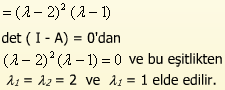 = (λ − 2)² (λ − 1)
det ( I - A) = 0'dan
(λ − 2)² (λ − 1) = 0 ve bu eşitlikten
λ₁ = λ₂ = 2 ve λ₁ = 1 elde edilir.